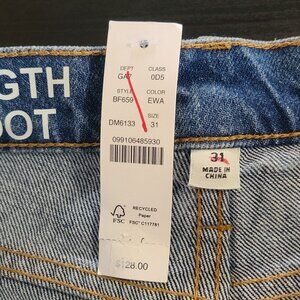 GTH
OOT
DEPT CLASS
GA7 0D5
STYLE COLOR
BF659 EWA
SIZE
DM6133 31
099106485930
FSC
RECYCLED
Paper
FSC® C117781
$128.00
31
MADE IN
CHINA